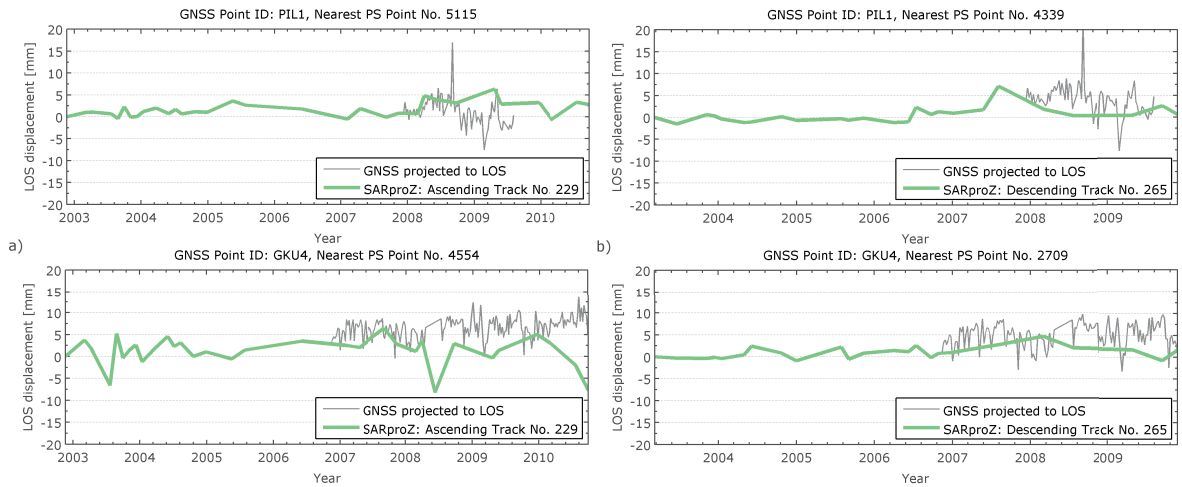 GNSS Point ID: PIL1, Nearest PS Point No. 5115
LOS displacement [mm]
20
15
10
5
0
-5
-10
-15
-20
GNSS projected to LOS
SARproZ: Ascending Track No. 229
2003 2004 2005 2006 2007 2008 2009 2010
Year
a)
GNSS Point ID: PIL1, Nearest PS Point No. 4339
LOS displacement [mm]
20
15
10
5
0
-5
-10
-15
-20
GNSS projected to LOS
SARproZ: Descending Track No. 265
2004 2005 2006 2007 2008 2009
Year
b)
GNSS Point ID: GKU4, Nearest PS Point No. 4554
LOS displacement [mm]
20
15
10
5
0
-5
-10
-15
-20
GNSS projected to LOS
SARproZ: Ascending Track No. 229
2003 2004 2005 2006 2007 2008 2009 2010
Year
GNSS Point ID: GKU4, Nearest PS Point No. 2709
LOS displacement [mm]
20
15
10
5
0
-5
-10
-15
-20
GNSS projected to LOS
SARproZ: Descending Track No. 265
2004 2005 2006 2007 2008 2009
Year